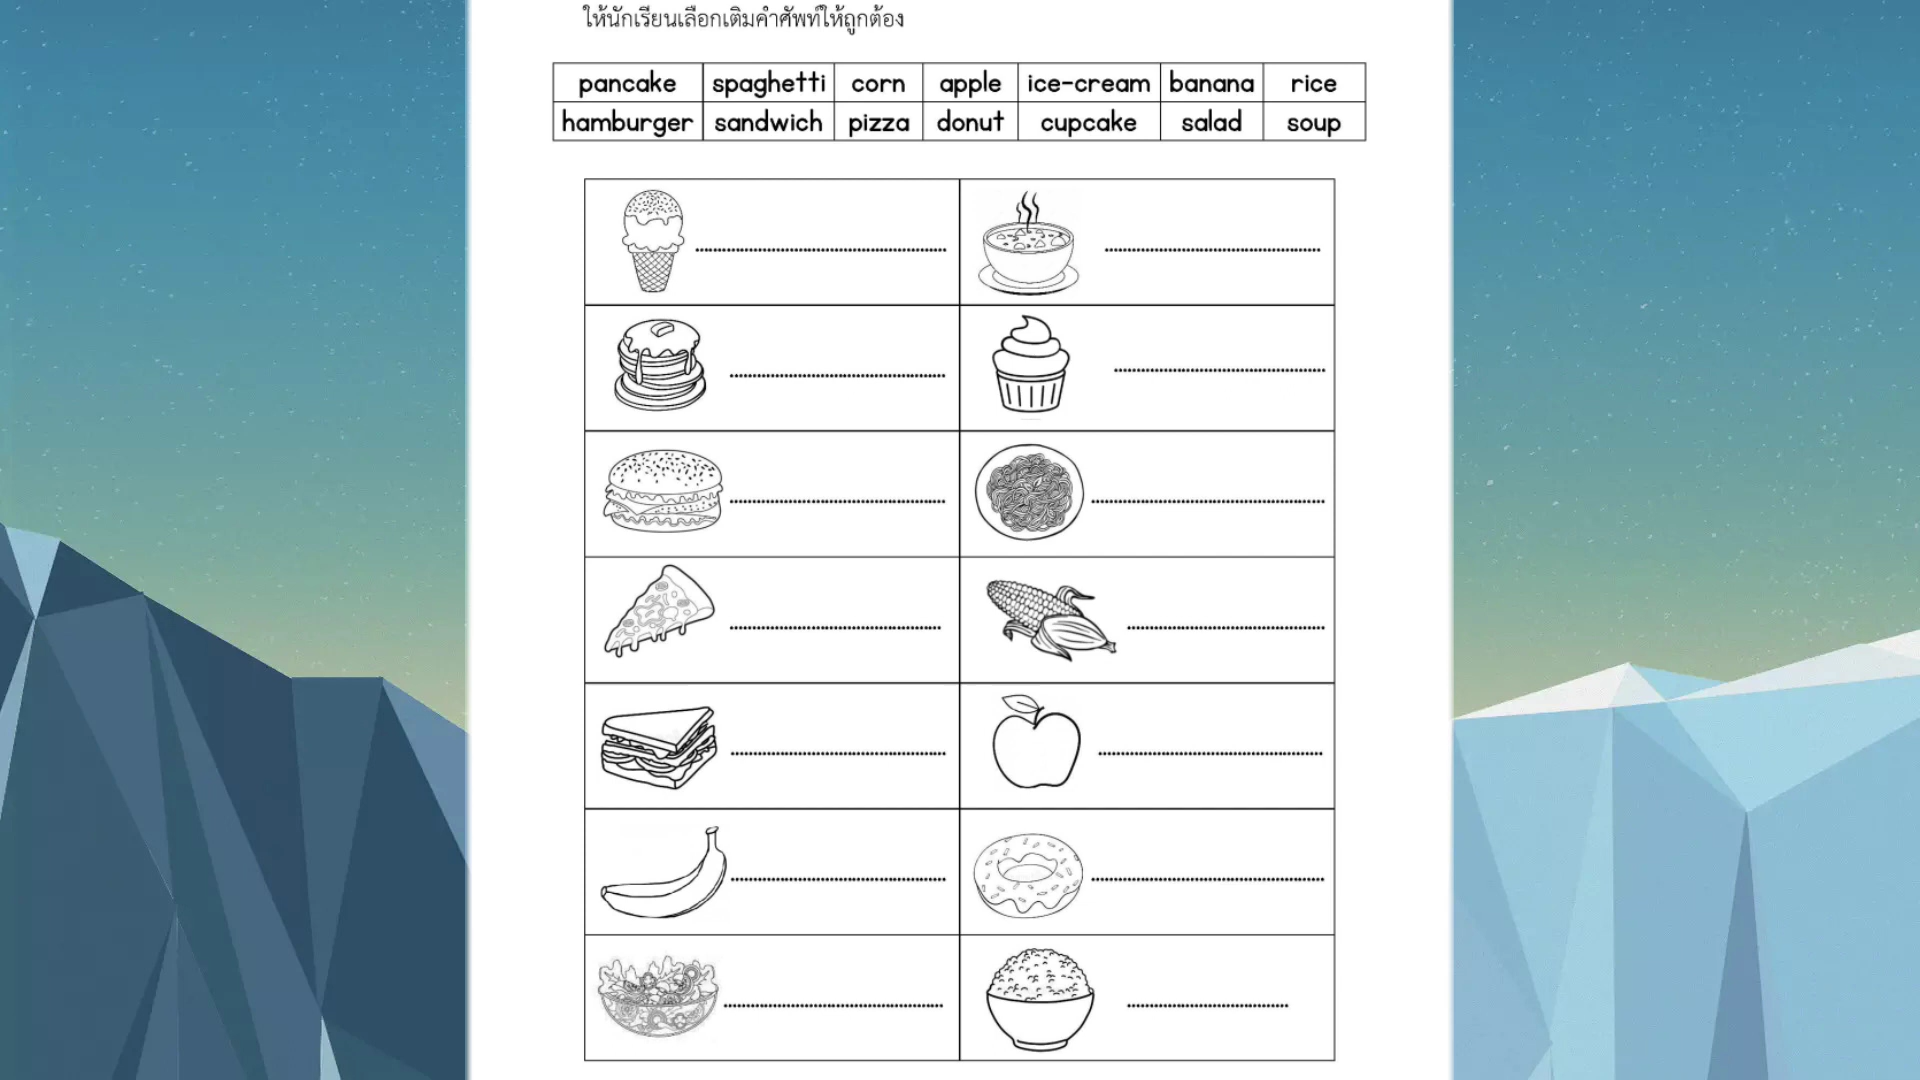 ให้นักเรียนเลือกเติมคำศัพท์ให้ถูกต้อง
pancake spaghetti corn apple ice-cream banana rice
hamburger sandwich pizza donut cupcake salad soup